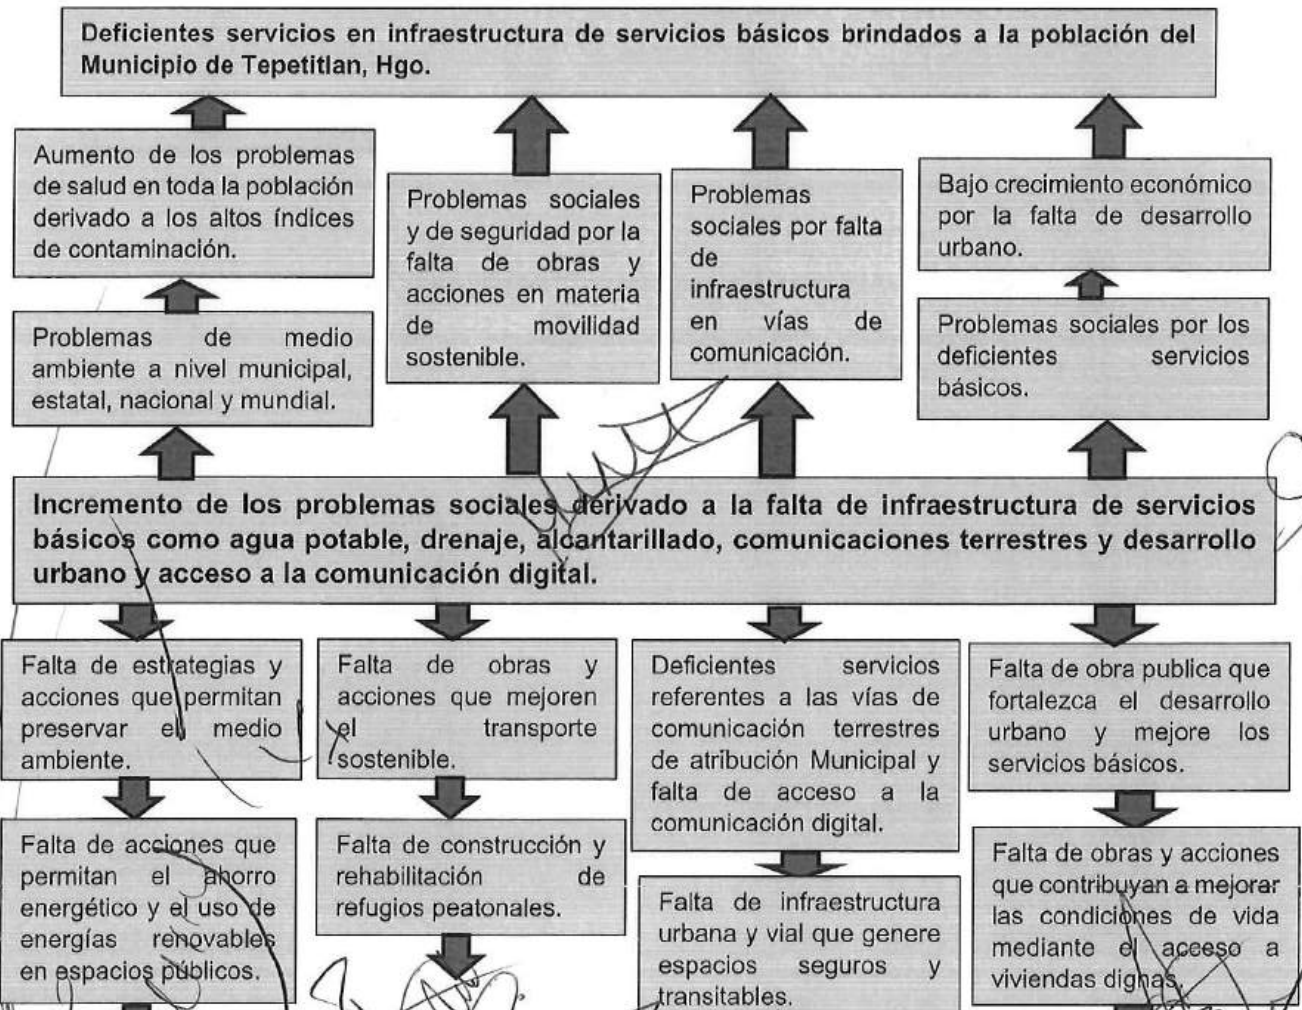 Deficientes servicios en infraestructura de servicios básicos brindados a la población del
Municipio de Tepetitlan, Hgo.
Aumento de los problemas
de salud en toda la población
derivado a los altos índices
de contaminación.
Problemas sociales
y de seguridad por la
falta de obras y
acciones en materia
de movilidad
sostenible.
Problemas
sociales por falta
de
infraestructura
en vías de
comunicación.
Bajo crecimiento económico
por la falta de desarrollo
urbano.
Problemas de medio
ambiente a nivel municipal,
estatal, nacional y mundial.
Problemas sociales por los
deficientes servicios
básicos.
Incremento de los problemas sociales derivado a la falta de infraestructura de servicios
básicos como agua potable, drenaje, alcantarillado, comunicaciones terrestres y desarrollo
urbano y acceso a la comunicación digital.
Falta de estrategias y
acciones que permitan
preservar el medio
ambiente.
Falta de obras y
acciones que mejoren
el transporte
sostenible.
Deficientes servicios
referentes a las vías de
comunicación terrestres
de atribución Municipal y
falta de acceso a la
comunicación digital.
Falta de obra publica que
fortalezca el desarrollo
urbano y mejore los
servicios básicos.
Falta de acciones que
permitan el ahorro
energético y el uso de
energías renovables
en espacios públicos.
Falta de construcción y
rehabilitación de
refugios peatonales.
Falta de infraestructura
urbana y vial que genere
espacios seguros y
transitables.
Falta de obras y acciones
que contribuyan a mejorar
las condiciones de vida
mediante el acceso a
viviendas dignas.